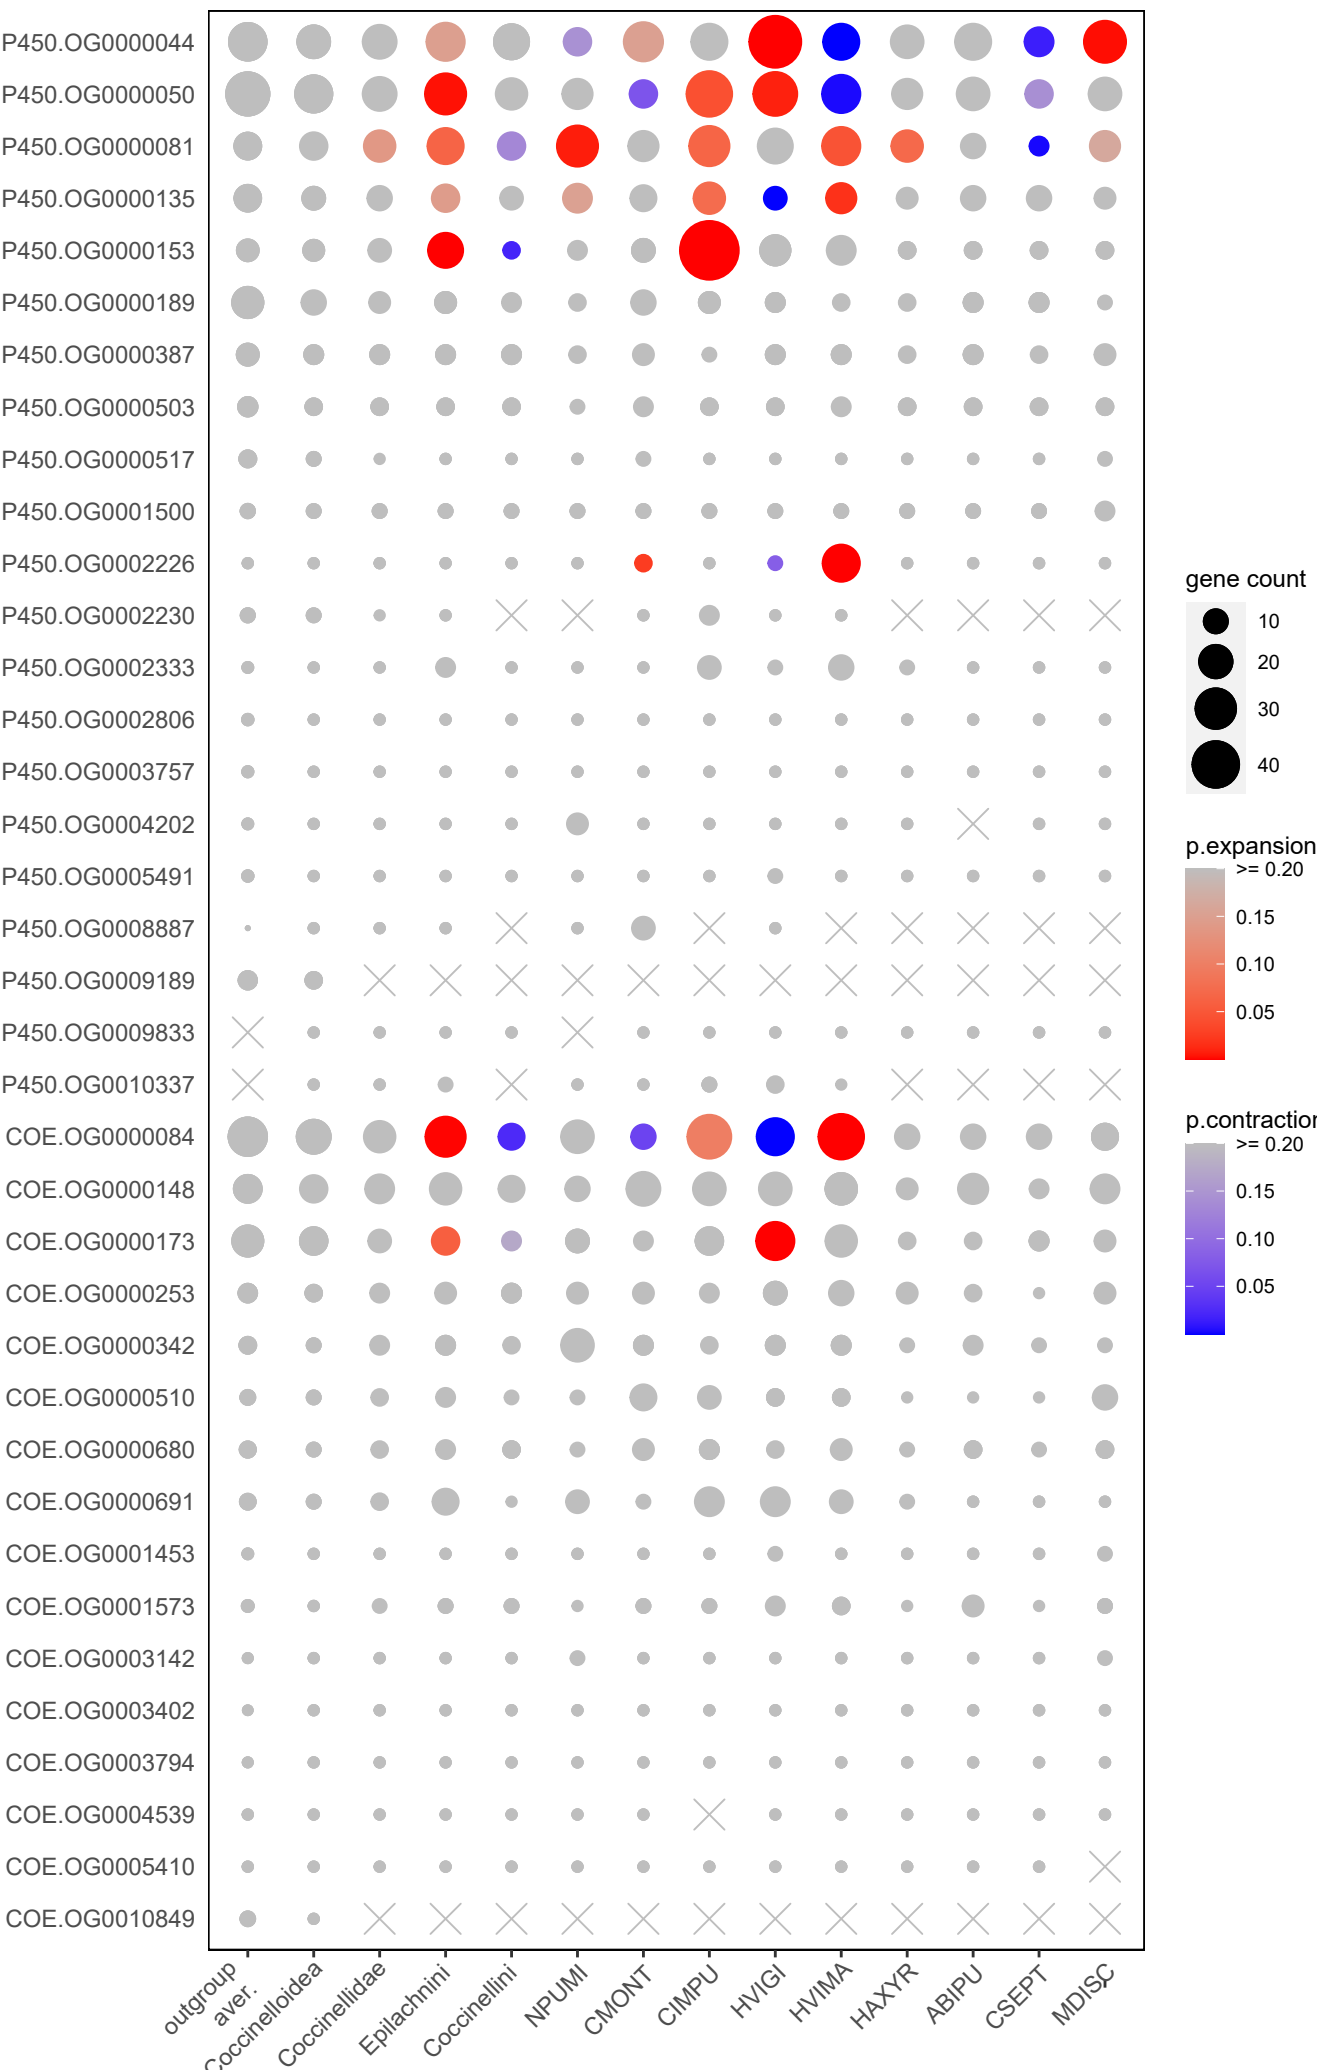 P450.OG0000044
P450.OG0000050
P450.OG0000081
P450.OG0000135
P450.OG0000153
P450.OG0000189
P450.OG0000387
P450.OG0000503
P450.OG0000517
P450.OG0001500
P450.OG0002226
P450.OG0002230
P450.OG0002333
P450.OG0002806
P450.OG0003757
P450.OG0004202
P450.OG0005491
P450.OG0008887
P450.OG0009189
P450.OG0009833
P450.OG0010337
COE.OG0000084
COE.OG0000148
COE.OG0000173
COE.OG0000253
COE.OG0000342
COE.OG0000510
COE.OG0000680
COE.OG0000691
COE.OG0001453
COE.OG0001573
COE.OG0003142
COE.OG0003402
COE.OG0003794
COE.OG0004539
COE.OG0005410
COE.OG0010849
outgroup
aver.
Coccinelloidea
Coccinellidae
Epilachnini
Coccinellini
NPUMI
CMONT
CIMPU
HVIGI
HVIMA
HAXYR
ABIPU
CSEPT
MDISC
gene count
10
20
30
40
p.expansion
>= 0.20
0.15
0.10
0.05
p.contraction
>= 0.20
0.15
0.10
0.05